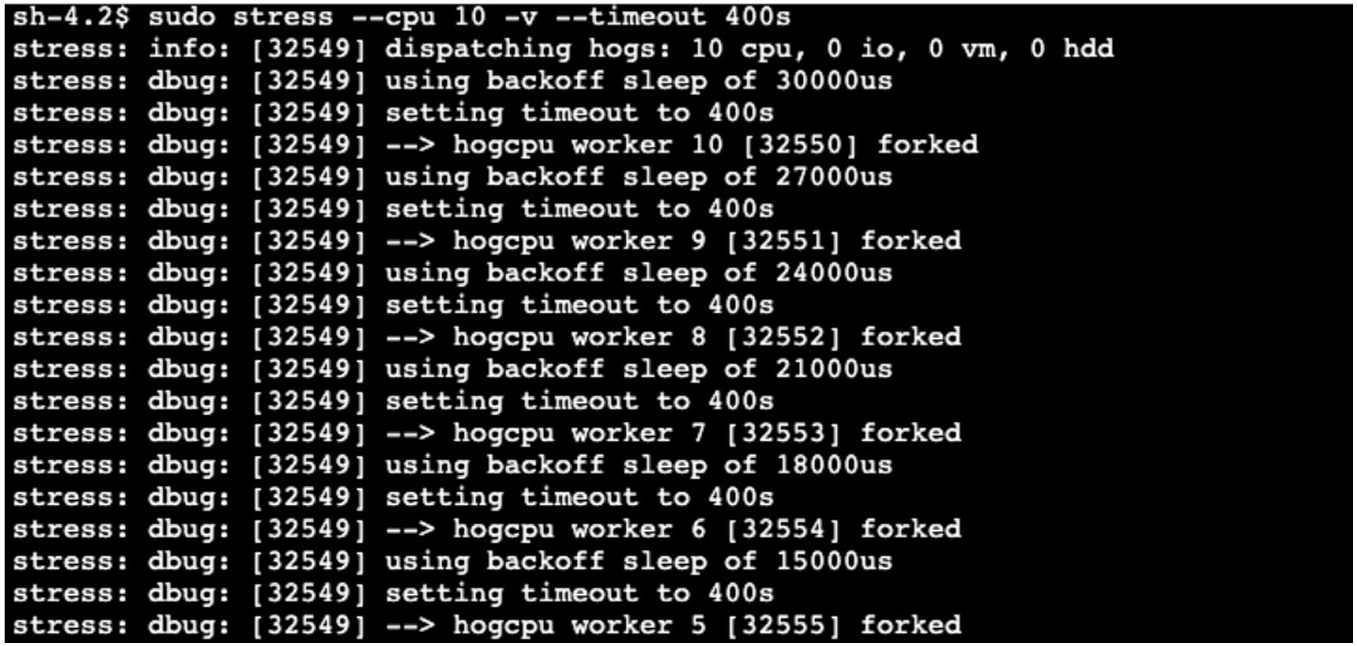 sh-4.2$ sudo stress --cpu 10 -v --timeout 400s
stress: info: [32549] dispatching hogs: 10 cpu, 0 io, 0 vm, 0 hdd
stress: dbug: [32549] using backoff sleep of 30000us
stress: dbug: [32549] setting timeout to 400s
stress: dbug: [32549] --> hogcpu worker 10 [32550] forked
stress: dbug: [32549] using backoff sleep of 27000us
stress: dbug: [32549] setting timeout to 400s
stress: dbug: [32549] --> hogcpu worker 9 [32551] forked
stress: dbug: [32549] using backoff sleep of 24000us
stress: dbug: [32549] setting timeout to 400s
stress: dbug: [32549] --> hogcpu worker 8 [32552] forked
stress: dbug: [32549] using backoff sleep of 21000us
stress: dbug: [32549] setting timeout to 400s
stress: dbug: [32549] --> hogcpu worker 7 [32553] forked
stress: dbug: [32549] using backoff sleep of 18000us
stress: dbug: [32549] setting timeout to 400s
stress: dbug: [32549] --> hogcpu worker 6 [32554] forked
stress: dbug: [32549] using backoff sleep of 15000us
stress: dbug: [32549] setting timeout to 400s
stress: dbug: [32549] --> hogcpu worker 5 [32555] forked